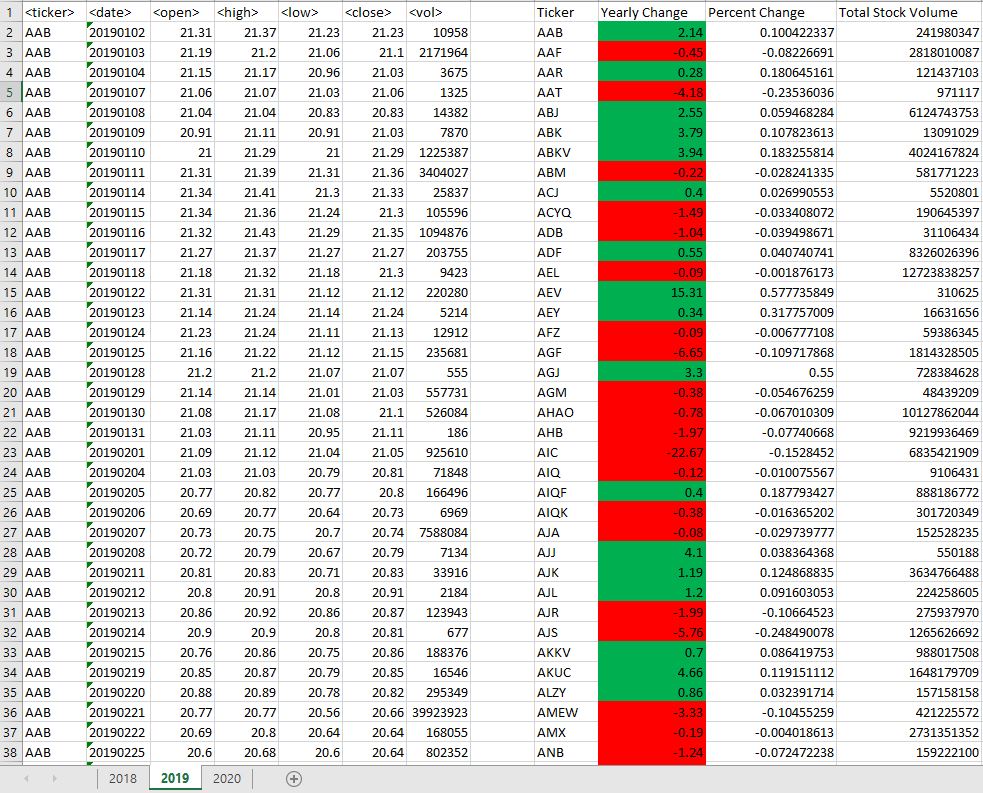 1 <ticker> <date> <open> <high> <low> <close> <vol> Ticker Yearly Change Percent Change Total Stock Volume
2 AAB 20190102 21.31 21.37 21.23 21.23 10958 AAB 2.14 0.100422337 241980347
3 AAB 20190103 21.19 21.2 21.06 21.1 2171964 AAF -0.45 -0.08226691 2818010087
4 AAB 20190104 21.15 21.17 20.96 21.03 3675 AAR 0.28 0.180645161 121437103
5 AAB 20190107 21.06 21.07 21.03 21.06 1325 AAT -4.18 -0.23536036 971117
6 AAB 20190108 21.04 21.04 20.83 20.83 14382 ABJ 2.55 0.059468284 6124743753
7 AAB 20190109 20.91 21.11 20.91 21.03 7870 ABK 3.79 0.107823613 13091029
8 AAB 20190110 21 21.29 21 21.29 1225387 ABKV 3.94 0.183255814 4024167824
9 AAB 20190111 21.31 21.39 21.31 21.36 3404027 ABM -0.22 -0.028241335 581771223
10 AAB 20190114 21.34 21.41 21.3 21.33 25837 ACJ 0.4 0.026990553 5520801
11 AAB 20190115 21.34 21.36 21.24 21.3 105596 ACYQ -1.49 -0.033408072 190645397
12 AAB 20190116 21.32 21.43 21.29 21.35 1094876 ADB -1.04 -0.039498671 31106434
13 AAB 20190117 21.27 21.37 21.27 21.27 203755 ADF 0.55 0.040740741 8326026396
14 AAB 20190118 21.18 21.32 21.18 21.3 9423 AEL -0.09 -0.001876173 12723838257
15 AAB 20190122 21.31 21.31 21.12 21.12 220280 AEV 15.31 0.577735849 310625
16 AAB 20190123 21.14 21.24 21.14 21.24 5214 AEY 0.34 0.317757009 16631656
17 AAB 20190124 21.23 21.24 21.11 21.13 12912 AFZ -0.09 -0.006777108 59386345
18 AAB 20190125 21.16 21.22 21.12 21.15 235681 AGF -6.65 -0.109717868 1814328505
19 AAB 20190128 21.2 21.2 21.07 21.07 555 AGJ 3.3 0.55 728384628
20 AAB 20190129 21.14 21.14 21.01 21.03 557731 AGM -0.38 -0.054676259 48439209
21 AAB 20190130 21.08 21.17 21.08 21.1 526084 AHAO -0.78 -0.067010309 10127862044
22 AAB 20190131 21.03 21.11 20.95 21.11 186 AHB -1.97 -0.07740668 9219936469
23 AAB 20190201 21.09 21.12 21.04 21.05 925610 AIC -22.67 -0.1528452 6835421909
24 AAB 20190204 21.03 21.03 20.79 20.81 71848 AIQ -0.12 -0.010075567 9106431
25 AAB 20190205 20.77 20.82 20.77 20.8 166496 AIQF 0.4 0.187793427 888186772
26 AAB 20190206 20.69 20.77 20.64 20.73 6969 AIQK -0.38 -0.016365202 301720349
27 AAB 20190207 20.73 20.75 20.7 20.74 7588084 AJA -0.08 -0.029739777 152528235
28 AAB 20190208 20.72 20.79 20.67 20.79 7134 AJJ 4.1 0.038364368 550188
29 AAB 20190211 20.81 20.83 20.71 20.83 33916 AJK 1.19 0.124868835 3634766488
30 AAB 20190212 20.8 20.91 20.8 20.91 2184 AJL 1.2 0.091603053 224258605
31 AAB 20190213 20.86 20.92 20.86 20.87 123943 AJR -1.99 -0.10664523 275937970
32 AAB 20190214 20.9 20.9 20.8 20.81 677 AJS -5.76 -0.248490078 1265626692
33 AAB 20190215 20.76 20.86 20.75 20.86 188376 AKKV 0.7 0.086419753 988017508
34 AAB 20190219 20.85 20.87 20.79 20.85 16546 AKUC 4.66 0.119151112 1648179709
35 AAB 20190220 20.88 20.89 20.78 20.82 295349 ALZY 0.86 0.032391714 157158158
36 AAB 20190221 20.77 20.77 20.56 20.66 39923923 AMEW -3.33 -0.10455259 421225572
37 AAB 20190222 20.69 20.8 20.64 20.64 168055 AMX -0.19 -0.004018613 2731351352
38 AAB 20190225 20.6 20.68 20.6 20.64 802352 ANB -1.24 -0.072472238 159222100
2018 2019 2020